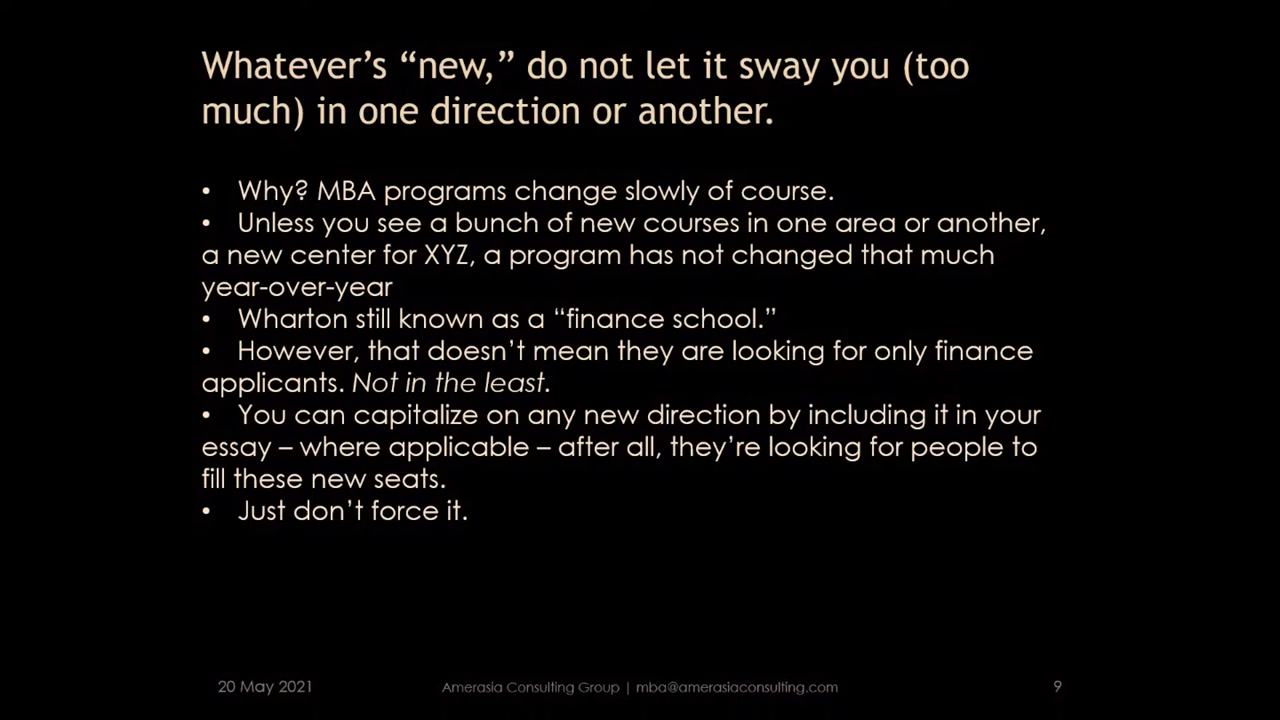 Whatever’s “new,” do not let it sway you (too
much) in one direction or another.
• Why? MBA programs change slowly of course.
• Unless you see a bunch of new courses in one area or another,
a new center for XYZ, a program has not changed that much
year-over-year
• Wharton still known as a “finance school.”
• However, that doesn’t mean they are looking for only finance
applicants. Not in the least.
• You can capitalize on any new direction by including it in your
essay – where applicable – after all, they’re looking for people to
fill these new seats.
• Just don’t force it.
20 May 2021
Amerasia Consulting Group | mba@amerasiaconsulting.com
9